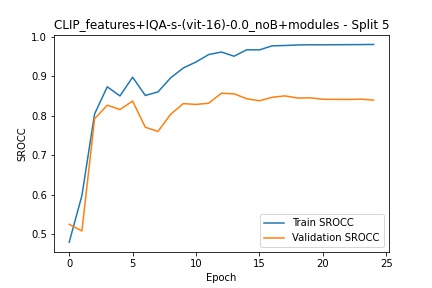 CLIP_features+IQA-s-(vit-16)-0.0_noB+modules - Split 5
1.0
0.9
0.8
0.7
0.6
0.5
SROCC
Train SROCC
Validation SROCC
0 5 10 15 20 25
Epoch